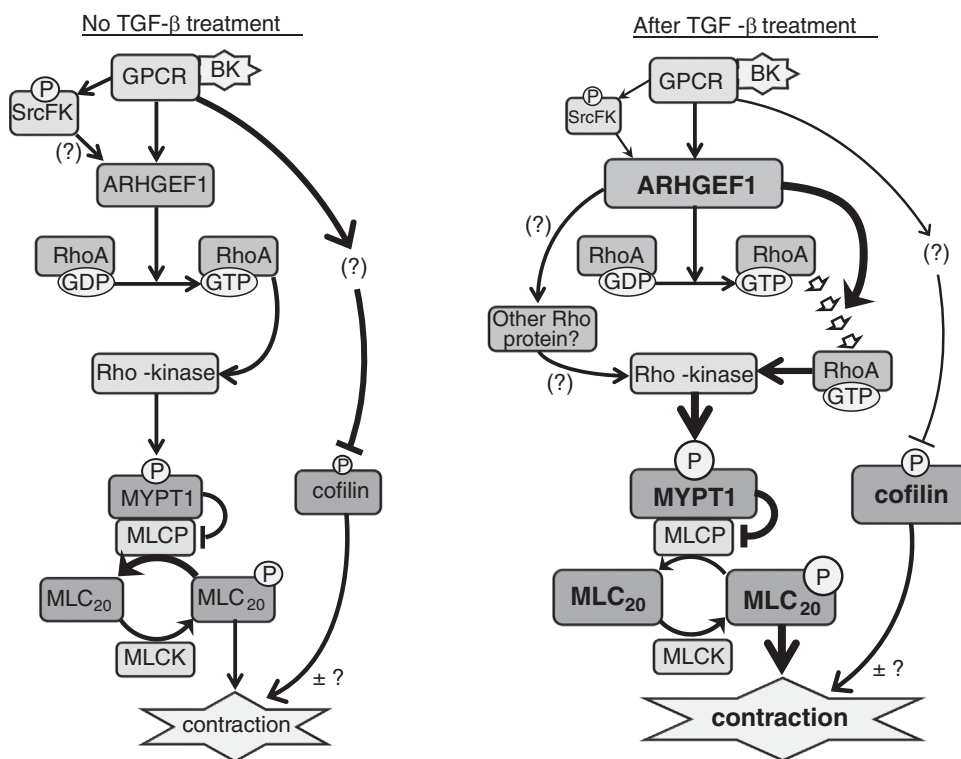 No TGF-β treatment
GPCR
BK
P
SrcFK
(?)
ARHGEF1
RhoA
GDP
RhoA
GTP
(?)
Rho -kinase
P
MYPT1
MLCP
P
cofilin
MLC20
MLC20
P
MLCK
± ?
contraction
After TGF -β treatment
GPCR
BK
P
SrcFK
ARHGEF1
(?)
(?)
RhoA
GDP
RhoA
GTP
Other Rho
protein?
(?)
Rho -kinase
RhoA
GTP
P
MYPT1
MLCP
P
cofilin
MLC20
MLC20
P
MLCK
± ?
contraction